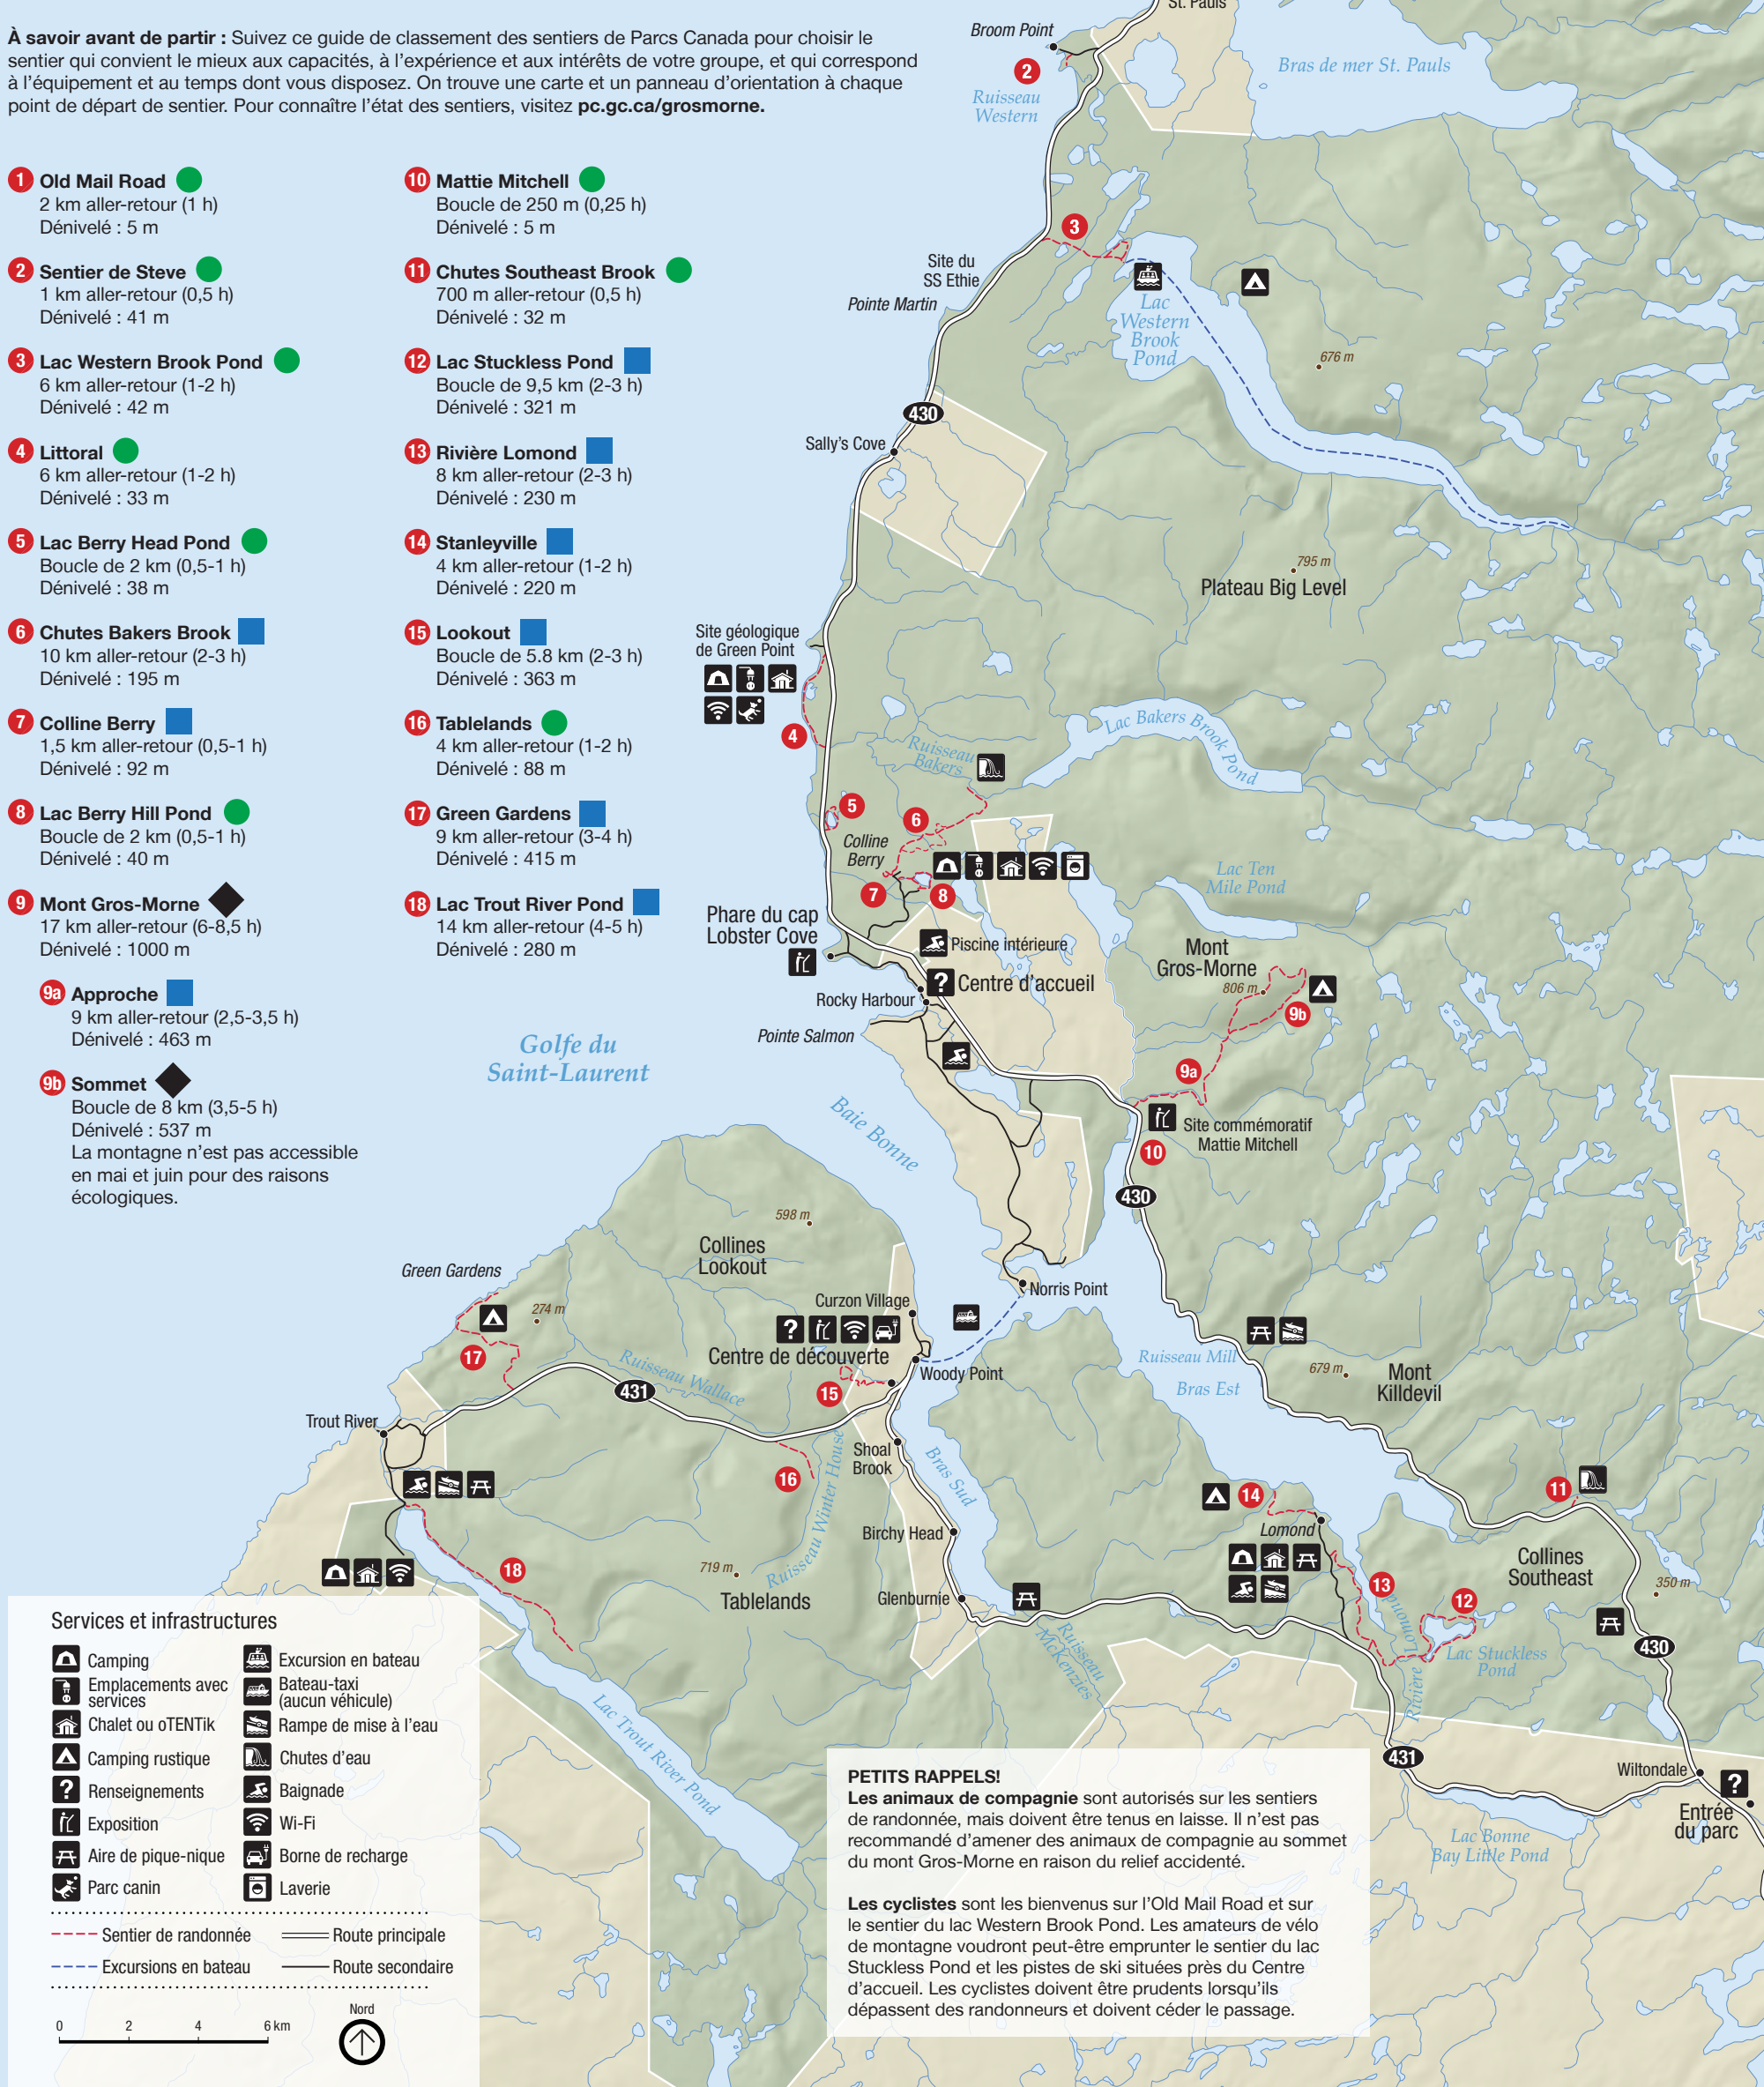 À savoir avant de partir : Suivez ce guide de classement des sentiers de Parcs Canada pour choisir le
sentier qui convient le mieux aux capacités, à l'expérience et aux intérêts de votre groupe, et qui correspond
à l'équipement et au temps dont vous disposez. On trouve une carte et un panneau d'orientation à chaque
point de départ de sentier. Pour connaître l'état des sentiers, visitez pc.gc.ca/grosmorne.
1 Old Mail Road
2 km aller-retour (1 h)
Dénivelé : 5 m
2 Sentier de Steve
1 km aller-retour (0,5 h)
Dénivelé : 41 m
3 Lac Western Brook Pond
6 km aller-retour (1-2 h)
Dénivelé : 42 m
4 Littoral
6 km aller-retour (1-2 h)
Dénivelé : 33 m
5 Lac Berry Head Pond
Boucle de 2 km (0,5-1 h)
Dénivelé : 38 m
6 Chutes Bakers Brook
10 km aller-retour (2-3 h)
Dénivelé : 195 m
7 Colline Berry
1,5 km aller-retour (0,5-1 h)
Dénivelé : 92 m
8 Lac Berry Hill Pond
Boucle de 2 km (0,5-1 h)
Dénivelé : 40 m
9 Mont Gros-Morne
17 km aller-retour (6-8,5 h)
Dénivelé : 1000 m
9a Approche
9 km aller-retour (2,5-3,5 h)
Dénivelé : 463 m
9b Sommet
Boucle de 8 km (3,5-5 h)
Dénivelé : 537 m
La montagne n'est pas accessible
en mai et juin pour des raisons
écologiques.
10 Mattie Mitchell
Boucle de 250 m (0,25 h)
Dénivelé : 5 m
11 Chutes Southeast Brook
700 m aller-retour (0,5 h)
Dénivelé : 32 m
12 Lac Stuckless Pond
Boucle de 9,5 km (2-3 h)
Dénivelé : 321 m
13 Rivière Lomond
8 km aller-retour (2-3 h)
Dénivelé : 230 m
14 Stanleyville
4 km aller-retour (1-2 h)
Dénivelé : 220 m
15 Lookout
Boucle de 5.8 km (2-3 h)
Dénivelé : 363 m
16 Tablelands
4 km aller-retour (1-2 h)
Dénivelé : 88 m
17 Green Gardens
9 km aller-retour (3-4 h)
Dénivelé : 415 m
18 Lac Trout River Pond
14 km aller-retour (4-5 h)
Dénivelé : 280 m
St. Pauls
Broom Point
2
Ruisseau
Western
Bras de mer St. Pauls
3
Site du
SS Ethie
Pointe Martin
Lac
Western
Brook
Pond
676 m
430
Sally's Cove
795 m
Plateau Big Level
Site géologique
de Green Point
4
Lac Bakers Brook Pond
Ruisseau
Bakers
5
6
Colline
Berry
7
8
Lac Ten
Mile Pond
Phare du cap
Lobster Cove
Piscine intérieure
Mont
Gros-Morne
806 m
9b
? Centre d'accueil
Rocky Harbour
Pointe Salmon
Golfe du
Saint-Laurent
9a
Baie Bonne
Site commémoratif
Mattie Mitchell
10
430
598 m
Collines
Lookout
Green Gardens
274 m
17
Norris Point
Curzon Village
?
Centre de découverte
Woody Point
15
Ruisseau Wallace
431
Ruisseau Mill
Bras Est
679 m
Mont
Killdevil
Trout River
Shoal
Brook
16
Ruisseau Winter House
Bras Sud
14
Lomond
11
Birchy Head
18
719 m
Tablelands
Glenburnie
Collines
Southeast
350 m
13
12
Ruisseau
McKenzies
Rivière Lomond
Lac Stuckless
Pond
430
Lac Trout River Pond
431
Wiltondale
?
Entrée
du parc
Lac Bonne
Bay Little Pond
Services et infrastructures
Camping
Emplacements avec
services
Chalet ou oTENTik
Camping rustique
? Renseignements
Exposition
Aire de pique-nique
Parc canin
Excursion en bateau
Bateau-taxi
(aucun véhicule)
Rampe de mise à l'eau
Chutes d'eau
Baignade
Wi-Fi
Borne de recharge
Laverie
Sentier de randonnée
Route principale
Excursions en bateau
Route secondaire
0 2 4 6 km
Nord
PETITS RAPPELS!
Les animaux de compagnie sont autorisés sur les sentiers
de randonnée, mais doivent être tenus en laisse. Il n'est pas
recommandé d'amener des animaux de compagnie au sommet
du mont Gros-Morne en raison du relief accidenté.
Les cyclistes sont les bienvenus sur l'Old Mail Road et sur
le sentier du lac Western Brook Pond. Les amateurs de vélo
de montagne voudront peut-être emprunter le sentier du lac
Stuckless Pond et les pistes de ski situées près du Centre
d'accueil. Les cyclistes doivent être prudents lorsqu'ils
dépassent des randonneurs et doivent céder le passage.